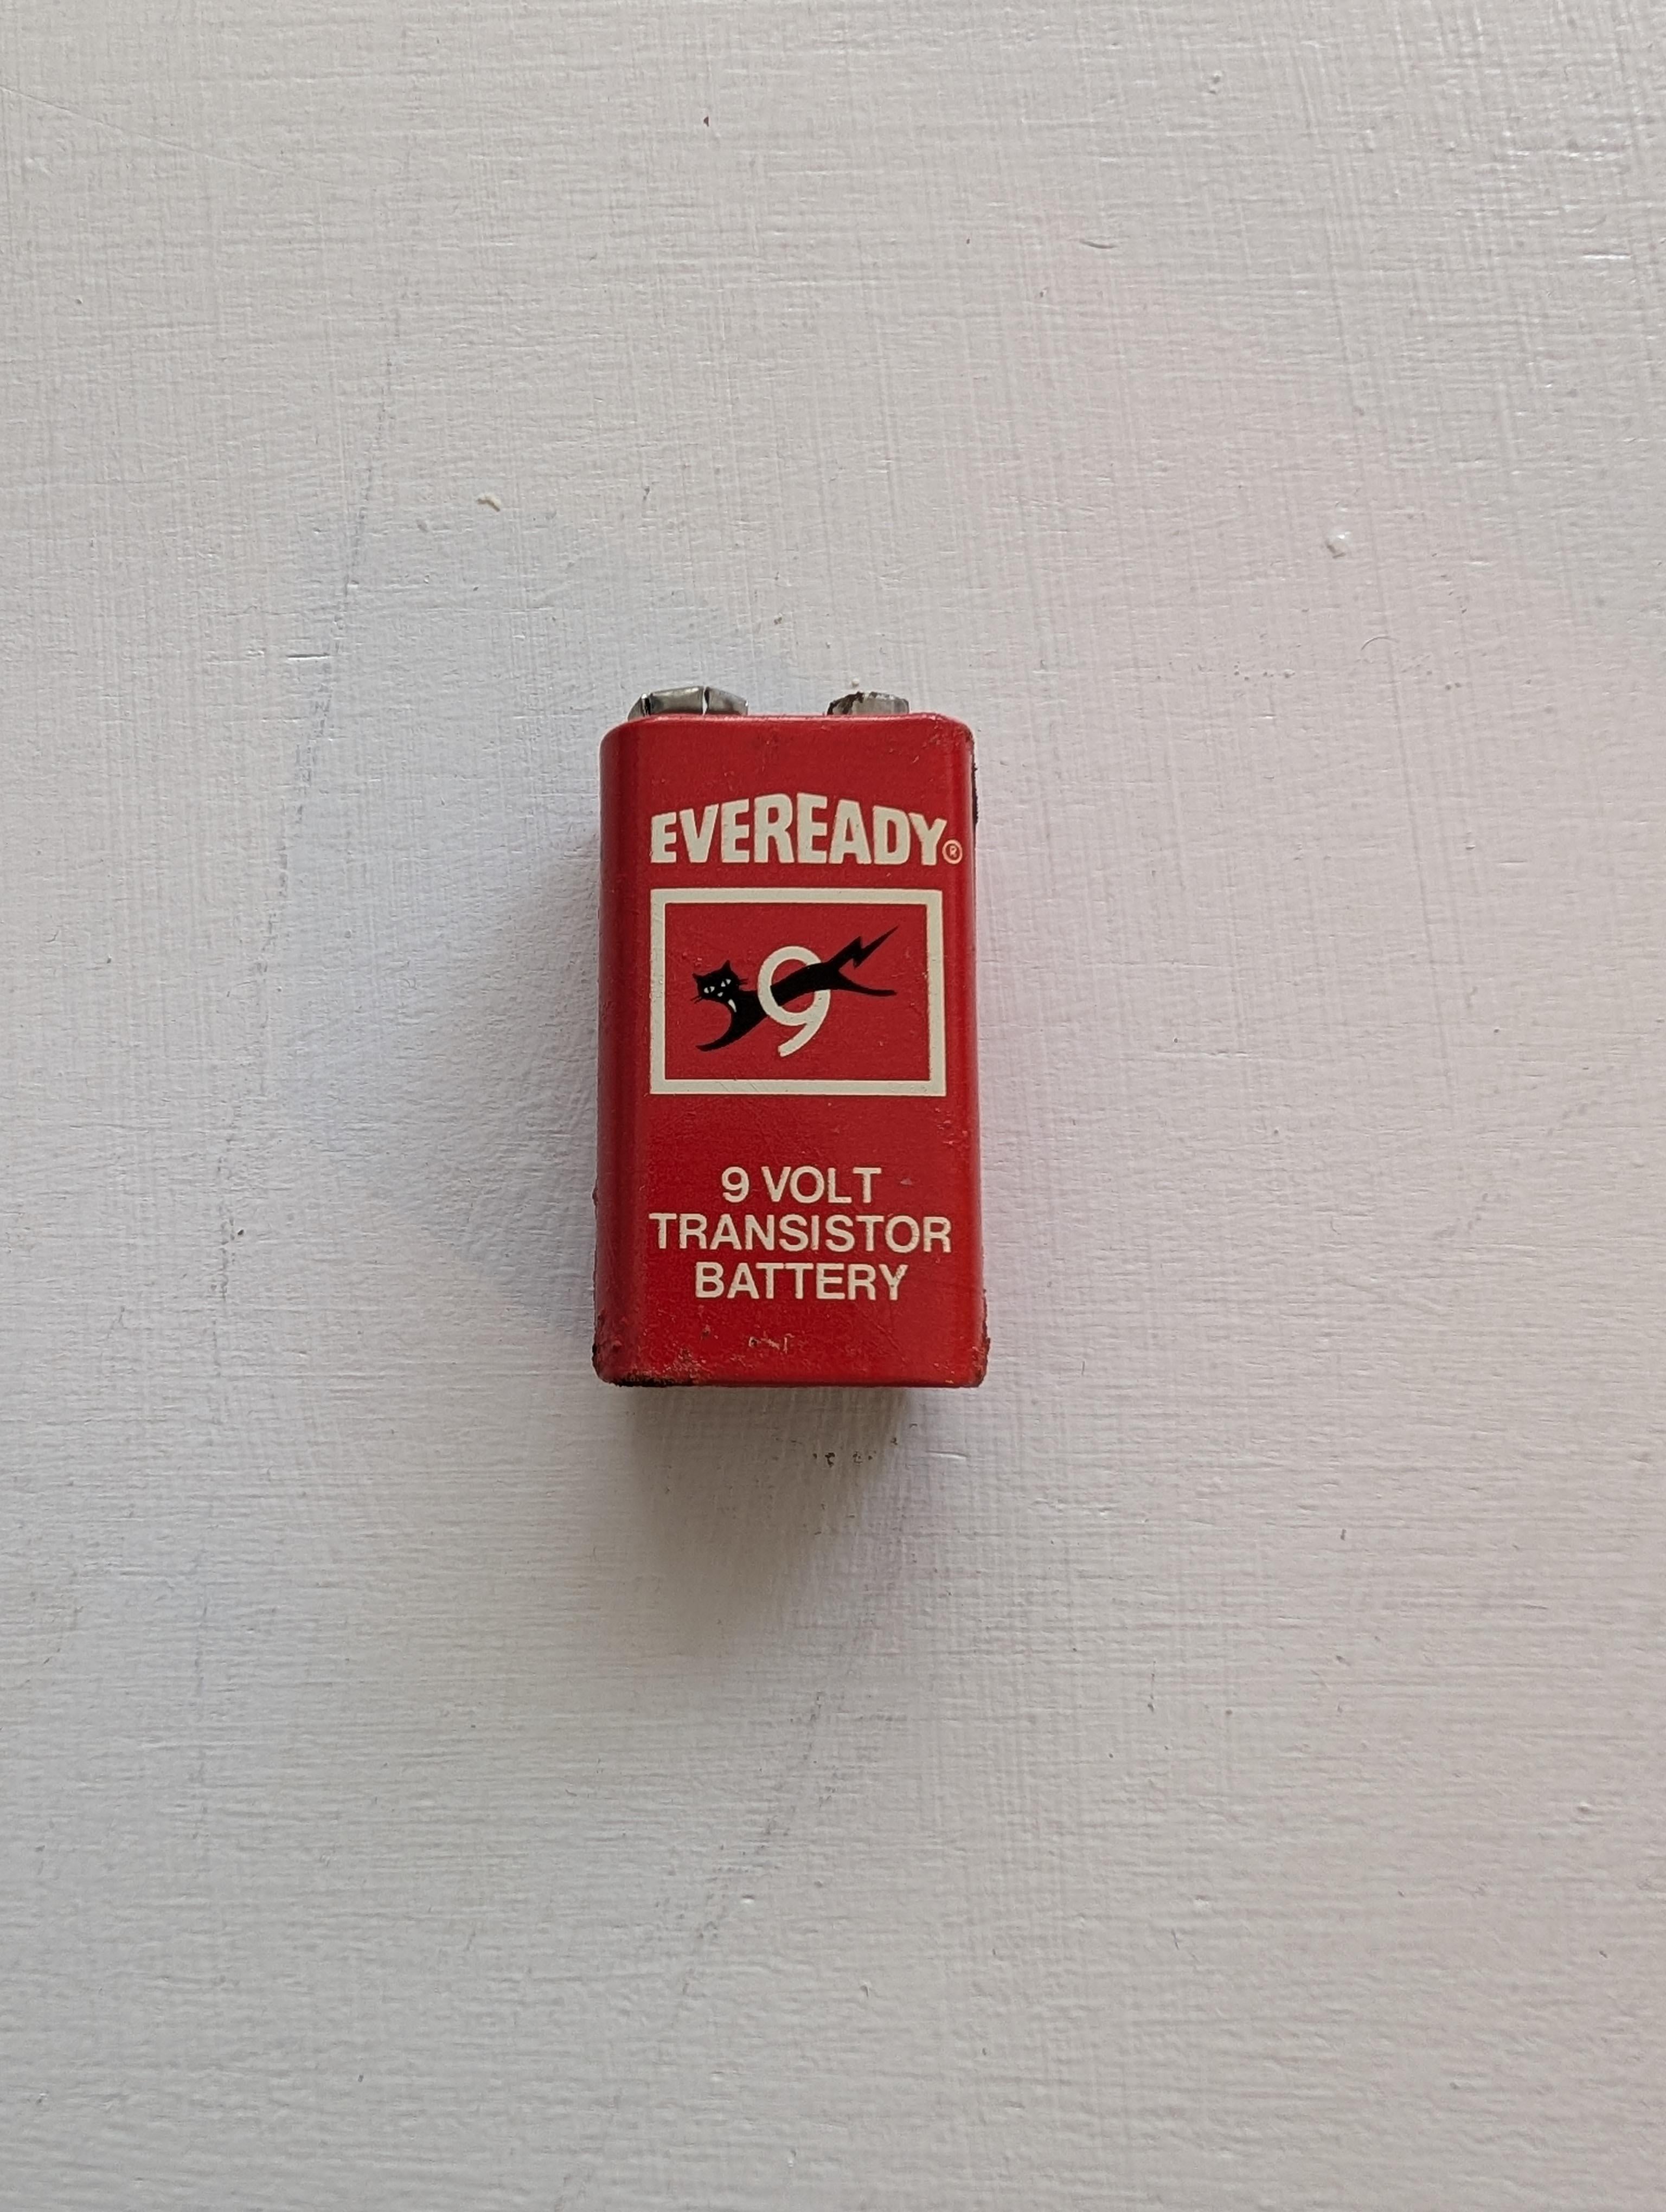 EVEREADY®
9
9 VOLT
TRANSISTOR
BATTERY